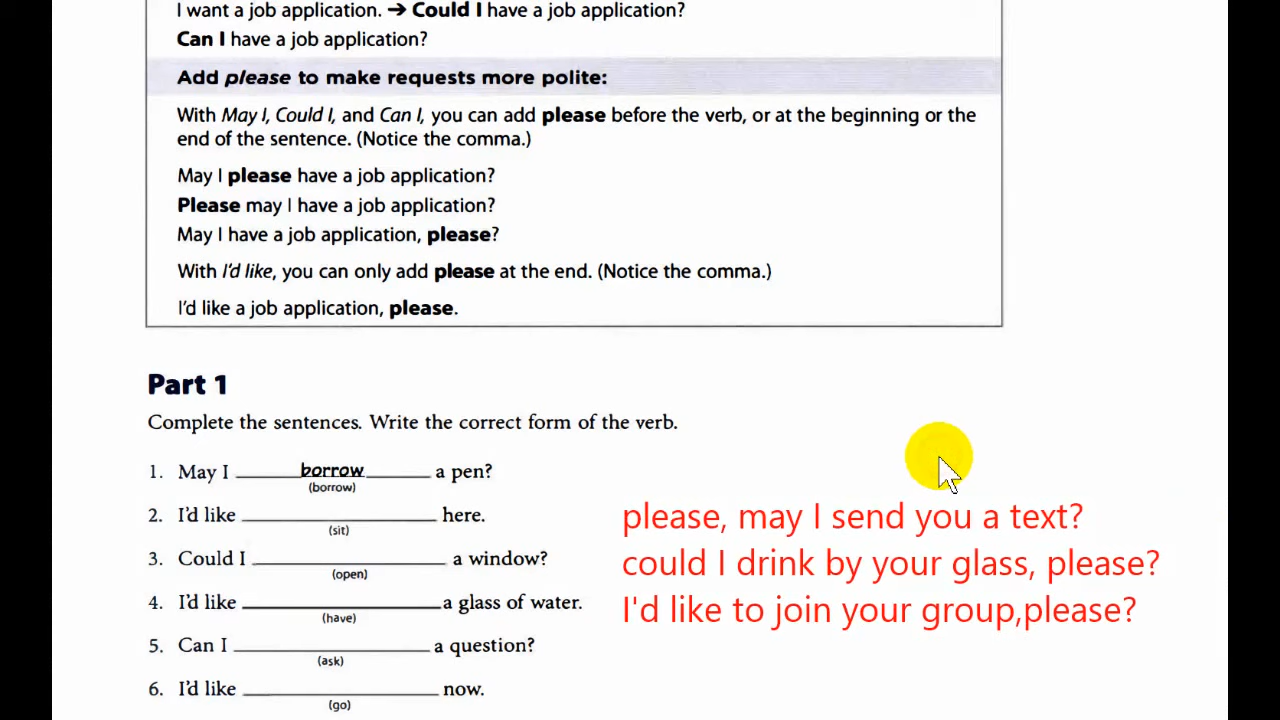 I want a job application. → Could I have a job application?
Can I have a job application?
Add please to make requests more polite:
With May I, Could I, and Can I, you can add please before the verb, or at the beginning or the
end of the sentence. (Notice the comma.)
May I please have a job application?
Please may I have a job application?
May I have a job application, please?
With I'd like, you can only add please at the end. (Notice the comma.)
I'd like a job application, please.
Part 1
Complete the sentences. Write the correct form of the verb.
1. May I ____borrow____ a pen?
(borrow)
2. I'd like ____________ here.
(sit)
3. Could I ____________ a window?
(open)
4. I'd like ____________ a glass of water.
(have)
5. Can I ____________ a question?
(ask)
6. I'd like ____________ now.
(go)
please, may I send you a text?
could I drink by your glass, please?
I'd like to join your group,please?